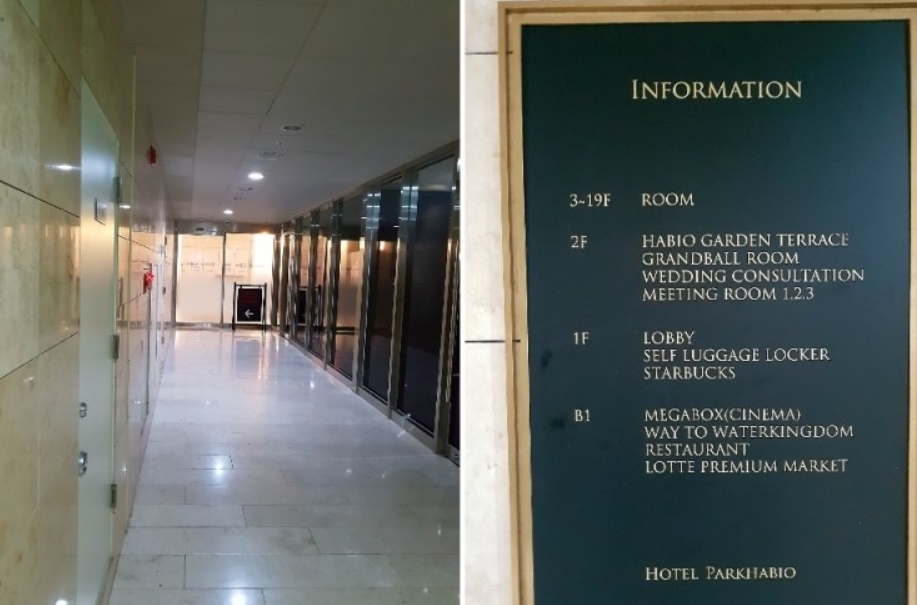 INFORMATION
3~19F ROOM
2F HABIO GARDEN TERRACE
GRANDBALL ROOM
WEDDING CONSULTATION
MEETING ROOM 1.2.3
1F LOBBY
SELF LUGGAGE LOCKER
STARBUCKS
B1 MEGABOX(CINEMA)
WAY TO WATERKINGDOM
RESTAURANT
LOTTE PREMIUM MARKET
HOTEL PARKHABIO